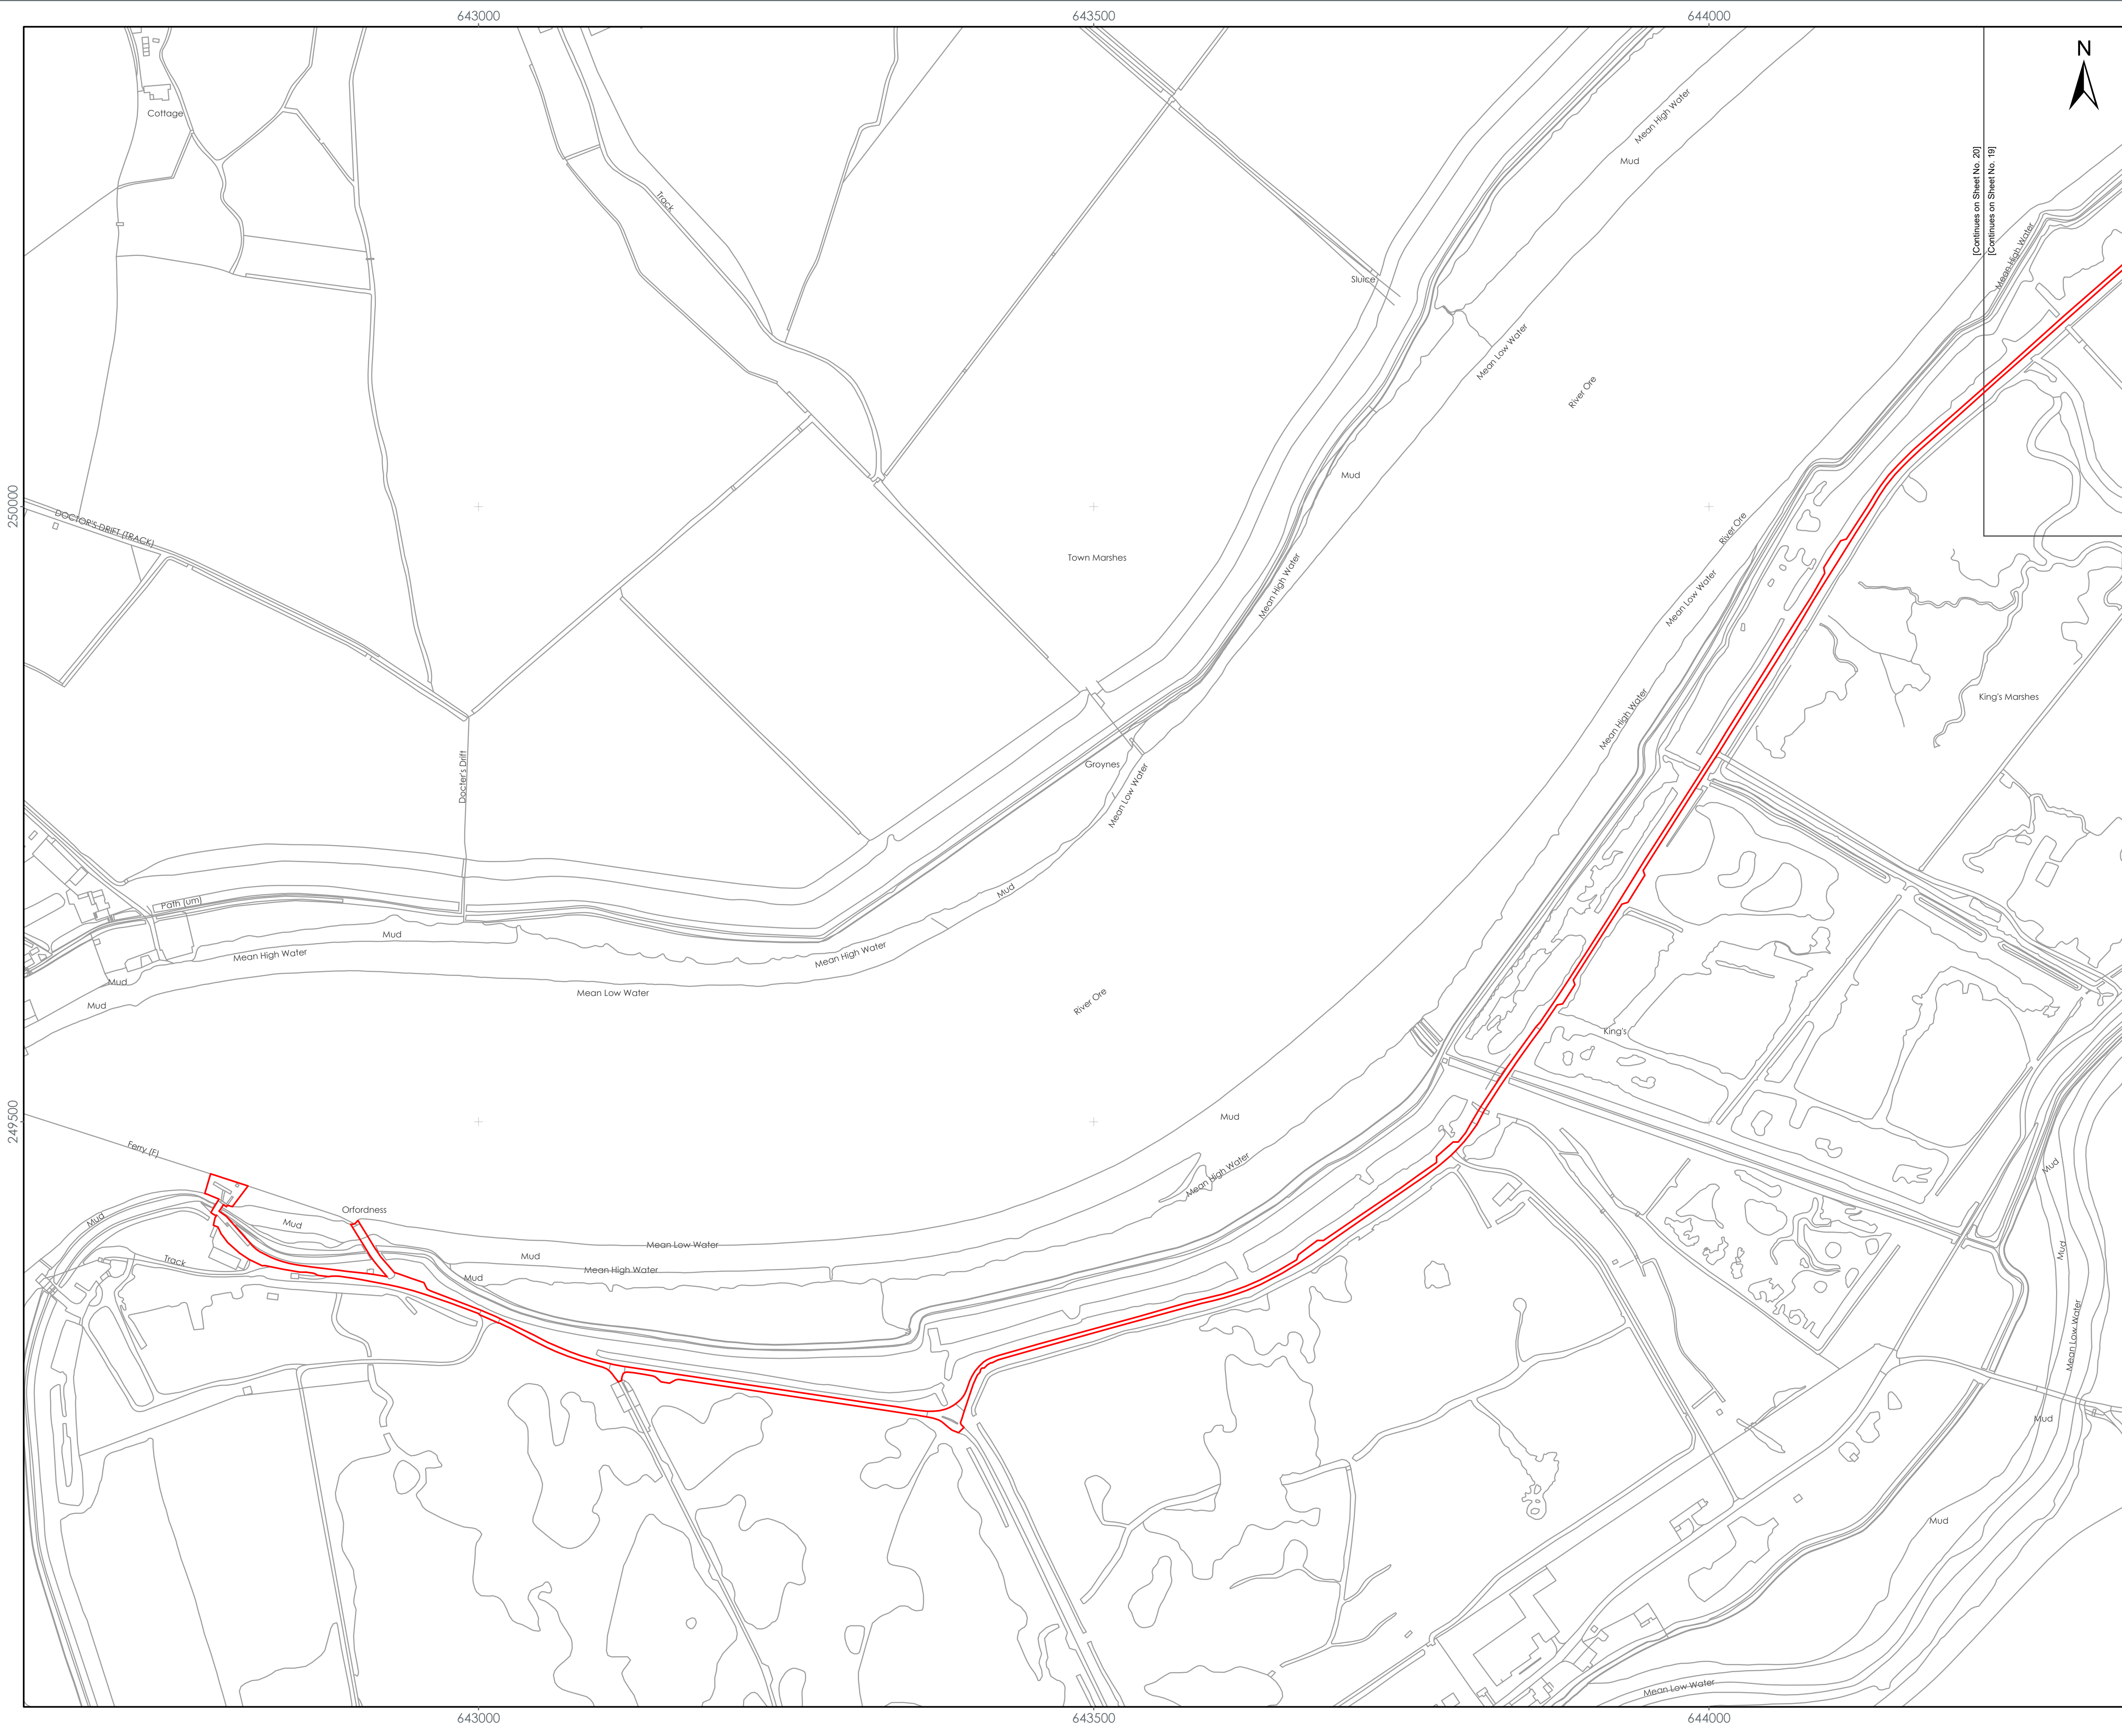 643000
643500
644000
N
[Continues on Sheet No. 20]
[Continues on Sheet No. 19]
Cottage
Mean High Water
Mud
Track
Mean High Water
Sluice
Mean Low Water
River Ore
Mud
250000
DOCTOR'S DRIFT (TRACK)
River Ore
Town Marshes
Mean High Water
Mean Low Water
King's Marshes
Mean High Water
Doctor's Drift
Groynes
Mean Low Water
Mud
Path (um)
Mud
Mean High Water
Mean High Water
Mud
Mean Low Water
Mud
River Ore
King's
249500
Mud
Ferry (F)
Mean High Water
Mud
Orfordness
Mud
Mud
Mean Low Water
Mud
Mud
Track
Mean High Water
Mud
Mean Low Water
Mud
Mud
Mean Low Water
643000
643500
644000